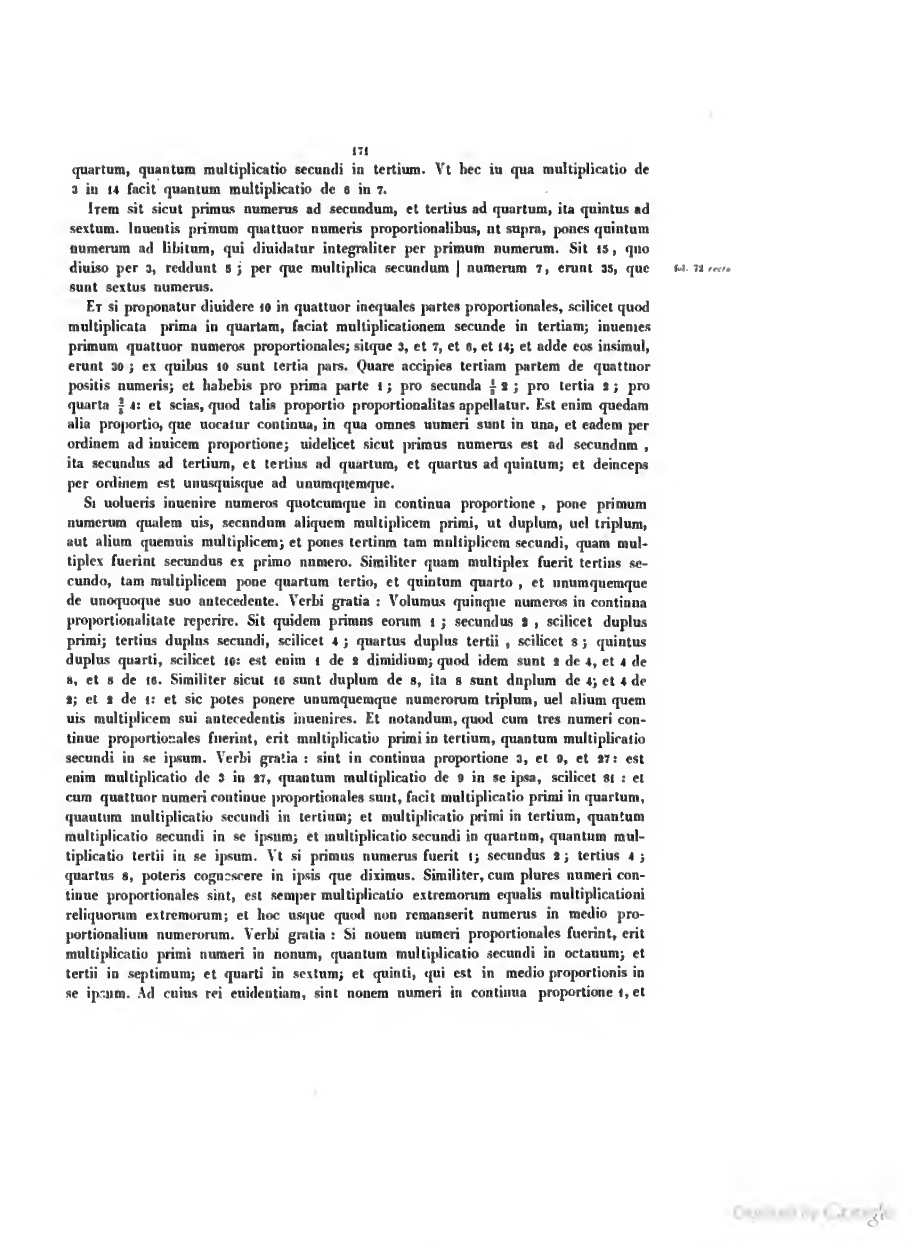 171
quartum, quantum multiplicatio secundi in tertium. Vt hec in qua multiplicatio de
3 in 14 facit quantum multiplicatio de 6 in 7.
Item sit sicut primus numerus ad secundum, et tertius ad quartum, ita quintus ad
sextum. Inuentis primum quattuor numeris proportionalibus, ut supra, pones quintum
numerum ad libitum, qui diuidatur integraliter per primum numerum. Sit 15, quo
diuiso per 3, reddunt 5; per que multiplica secundum | numerum 7, erunt 35, que
fol. 72 recto
sunt sextus numerus.
Et si proponatur diuidere 10 in quattuor inequales partes proportionales, scilicet quod
multiplicata prima in quartam, faciat multiplicationem secunde in tertiam; inuenies
primum quattuor numeros proportionales; sitque 3, et 7, et 6, et 14; et adde eos insimul,
erunt 30; ex quibus 10 sunt tertia pars. Quare accipies tertiam partem de quattuor
positis numeris; et habebis pro prima parte 1; pro secunda 1/3 2; pro tertia 2; pro
quarta 2/3 4: et scias, quod talis proportio proportionalitas appellatur. Est enim quedam
alia proportio, que uocatur continua, in qua omnes numeri sunt in una, et eadem per
ordinem ad inuicem proportione; uidelicet sicut primus numerus est ad secundum,
ita secundus ad tertium, et tertius ad quartum, et quartus ad quintum; et deinceps
per ordinem est unusquisque ad unumquemque.
Si uolueris inuenire numeros quotcumque in continua proportione, pone primum
numerum qualem uis, secundum aliquem multiplicem primi, ut duplum, uel triplum,
aut alium quemuis multiplicem; et pones tertium tam multiplicem secundi, quam mul-
tiplex fuerint secundus ex primo numero. Similiter quam multiplex fuerit tertius se-
cundo, tam multiplicem pone quartum tertio, et quintum quarto, et unumquemque
de unoquoque suo antecedente. Verbi gratia: Volumus quinque numeros in continua
proportionalitate reperire. Sit quidem primus eorum 1; secundus 2, scilicet duplus
primi; tertius duplus secundi, scilicet 4; quartus duplus tertii, scilicet 8; quintus
duplus quarti, scilicet 16: est enim 1 de 2 dimidium; quod idem sunt 2 de 4, et 4 de
8, et 8 de 16. Similiter sicut 16 sunt duplum de 8, ita 8 sunt duplum de 4; et 4 de
2; et 2 de 1: et sic potes ponere unumquemque numerorum triplum, uel alium quem
uis multiplicem sui antecedentis inuenires. Et notandum, quod cum tres numeri con-
tinue proportionales fuerint, erit multiplicatio primi in tertium, quantum multiplicatio
secundi in se ipsum. Verbi gratia: sint in continua proportione 3, et 9, et 27: est
enim multiplicatio de 3 in 27, quantum multiplicatio de 9 in se ipsa, scilicet 81: et
cum quattuor numeri continue proportionales sunt, facit multiplicatio primi in quartum,
quantum multiplicatio secundi in tertium; et multiplicatio primi in tertium, quantum
multiplicatio secundi in se ipsum; et multiplicatio secundi in quartum, quantum mul-
tiplicatio tertii in se ipsum. Vt si primus numerus fuerit 1; secundus 2; tertius 4;
quartus 8, poteris cognoscere in ipsis que diximus. Similiter, cum plures numeri con-
tinue proportionales sint, est semper multiplicatio extremorum equalis multiplicationi
reliquorum extremorum; et hoc usque quod non remanserit numerus in medio pro-
portionalium numerorum. Verbi gratia: Si nouem numeri proportionales fuerint, erit
multiplicatio primi numeri in nonum, quantum multiplicatio secundi in octauum; et
tertii in septimum; et quarti in sextum; et quinti, qui est in medio proportionis in
se ipsum. Ad cuius rei euidentiam, sint nonem numeri in continua proportione 1, et
Digitized by Google